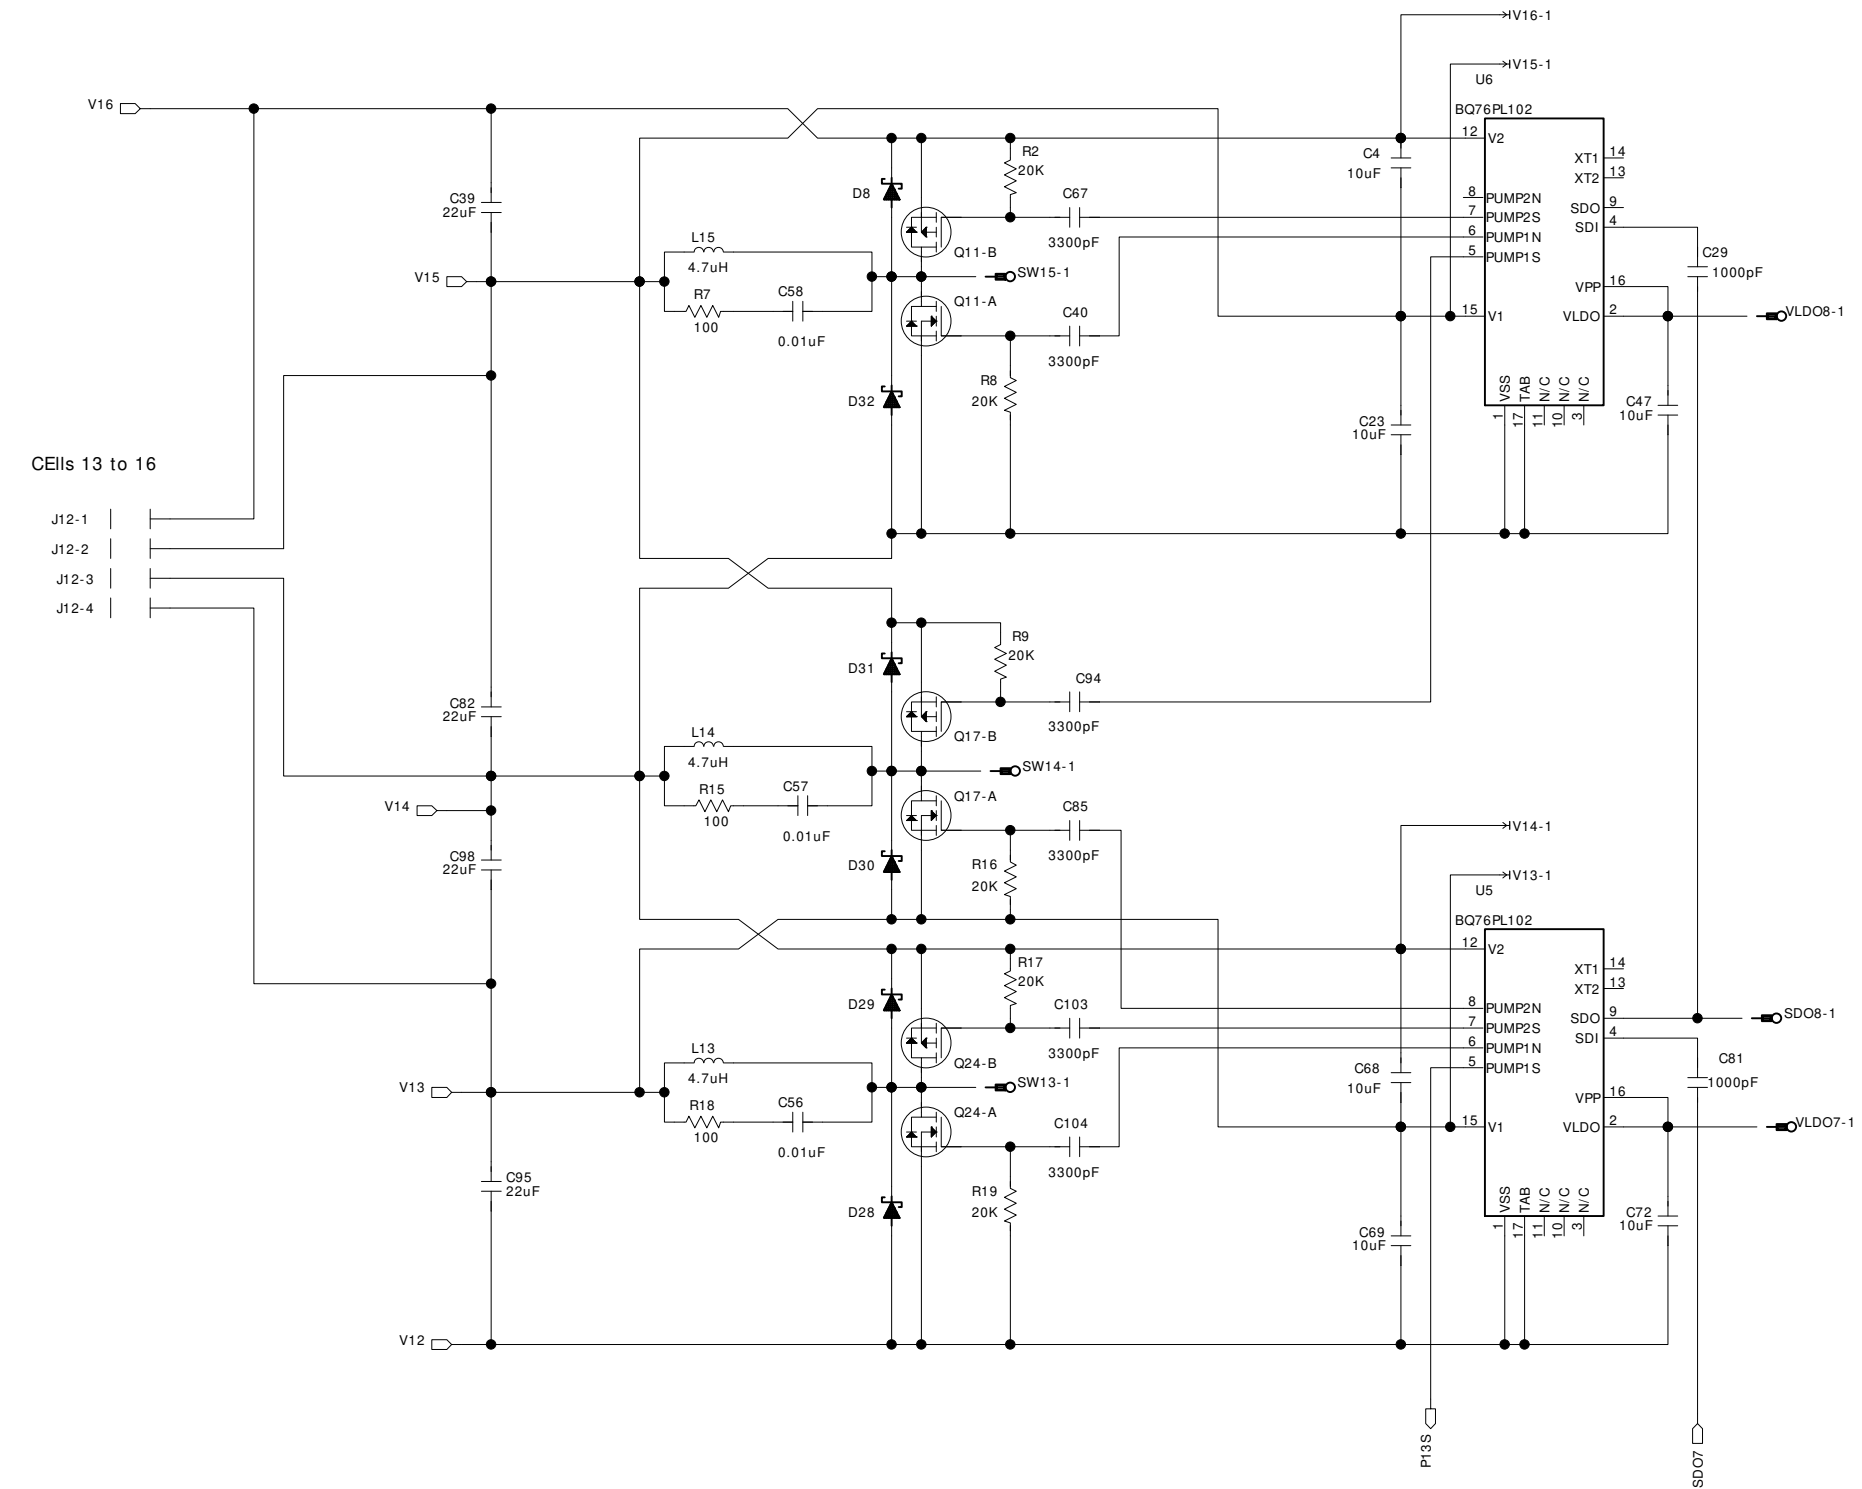 V16-1
V15-1
U6
V16
BQ76PL102
12 V2
R2
20K
C4
10uF
XT1 14
XT2 13
D8
C39
22uF
C67
3300pF
8 PUMP2N
7 PUMP2S
6 PUMP1N
5 PUMP1S
SDO 9
SDI 4
L15
4.7uH
Q11-B
C29
1000pF
V15
SW15-1
R7
100
C58
0.01uF
Q11-A
C40
3300pF
VPP 16
15 V1
VLDO 2
VLDO8-1
R8
20K
D32
VSS
TAB
N/C
N/C
N/C
1
17
11
10
3
C23
10uF
C47
10uF
CElls 13 to 16
J12-1
J12-2
J12-3
J12-4
R9
20K
D31
C94
3300pF
C82
22uF
Q17-B
L14
4.7uH
SW14-1
R15
100
C57
0.01uF
Q17-A
V14
C85
3300pF
V14-1
C98
22uF
D30
R16
20K
V13-1
U5
BQ76PL102
12 V2
R17
20K
XT1 14
XT2 13
D29
C103
3300pF
8 PUMP2N
7 PUMP2S
6 PUMP1N
5 PUMP1S
SDO 9
SDI 4
SDO8-1
L13
4.7uH
Q24-B
C68
10uF
C81
1000pF
V13
SW13-1
R18
100
C56
0.01uF
Q24-A
C104
3300pF
VPP 16
15 V1
VLDO 2
VLDO7-1
C95
22uF
D28
R19
20K
VSS
TAB
N/C
N/C
N/C
1
17
11
10
3
C69
10uF
C72
10uF
V12
P13S
SDO7